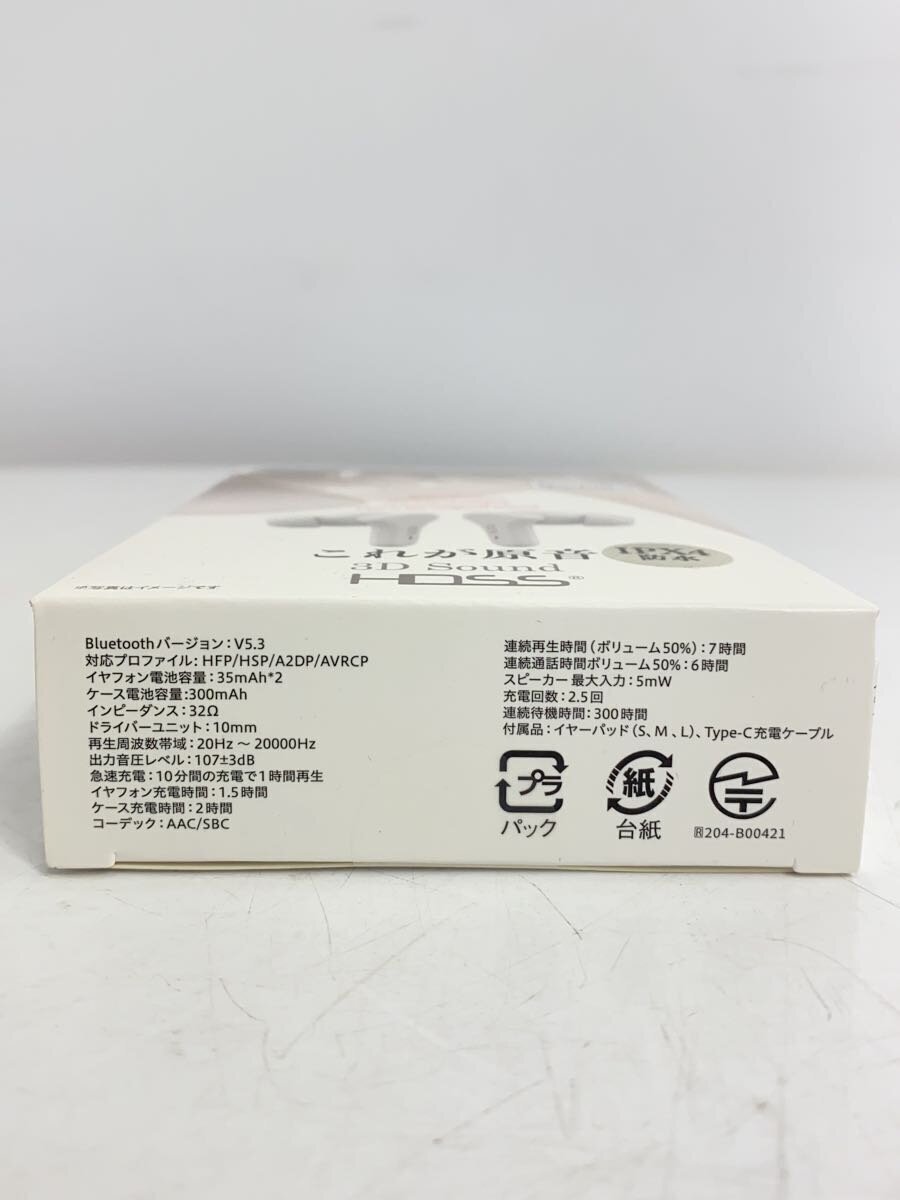 これが原音
IPX4
防水
3D Sound
HDSS®
※写真はイメージです
Bluetoothバージョン：V5.3
対応プロファイル：HFP/HSP/A2DP/AVRCP
イヤフォン電池容量：35mAh*2
ケース電池容量:300mAh
インピーダンス：32Ω
ドライバーユニット：10mm
再生周波数帯域：20Hz ～ 20000Hz
出力音圧レベル：107±3dB
急速充電：10分間の充電で1時間再生
イヤフォン充電時間：1.5時間
ケース充電時間：2時間
コーデック：AAC/SBC
連続再生時間（ボリューム50%）：7時間
連続通話時間ボリューム50%：6時間
スピーカー 最大入力：5mW
充電回数：2.5回
連続待機時間：300時間
付属品：イヤーパッド（S、M 、L）、Type-C充電ケーブル
プラ
パック
紙
台紙
R204-B00421